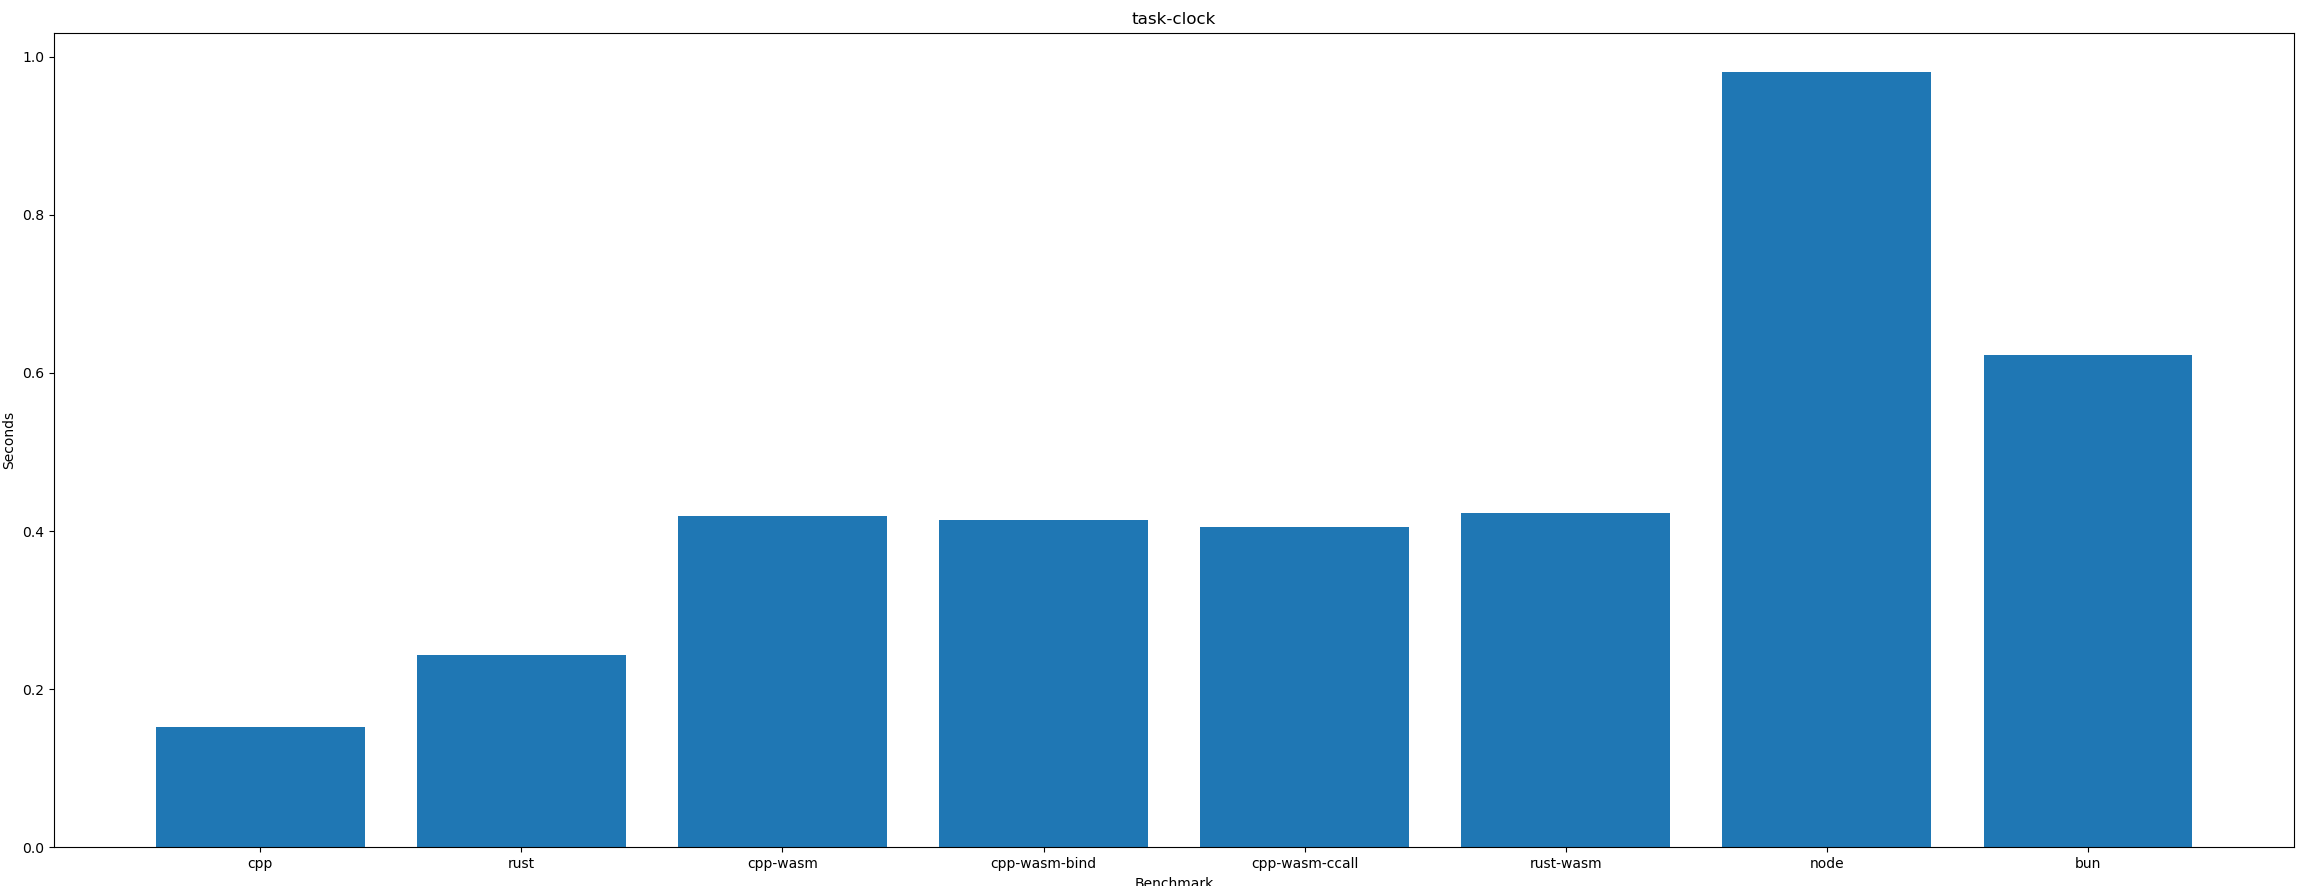 task-clock
1.0
0.8
0.6
0.4
0.2
0.0
Seconds
cpp rust cpp-wasm cpp-wasm-bind cpp-wasm-ccall rust-wasm node bun
Benchmark